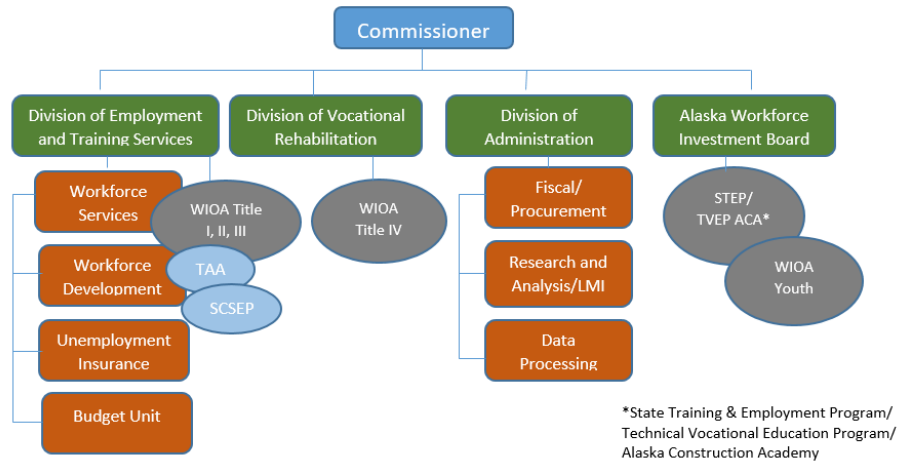 Commissioner
Division of Employment
and Training Services
Division of Vocational
Rehabilitation
Division of
Administration
Alaska Workforce
Investment Board
Workforce
Services
WIOA Title
I, II, III
Workforce
Development
TAA
SCSEP
Unemployment
Insurance
Budget Unit
WIOA
Title IV
Fiscal/
Procurement
Research and
Analysis/LMI
Data
Processing
STEP/
TVEP ACA*
WIOA
Youth
*State Training & Employment Program/
Technical Vocational Education Program/
Alaska Construction Academy